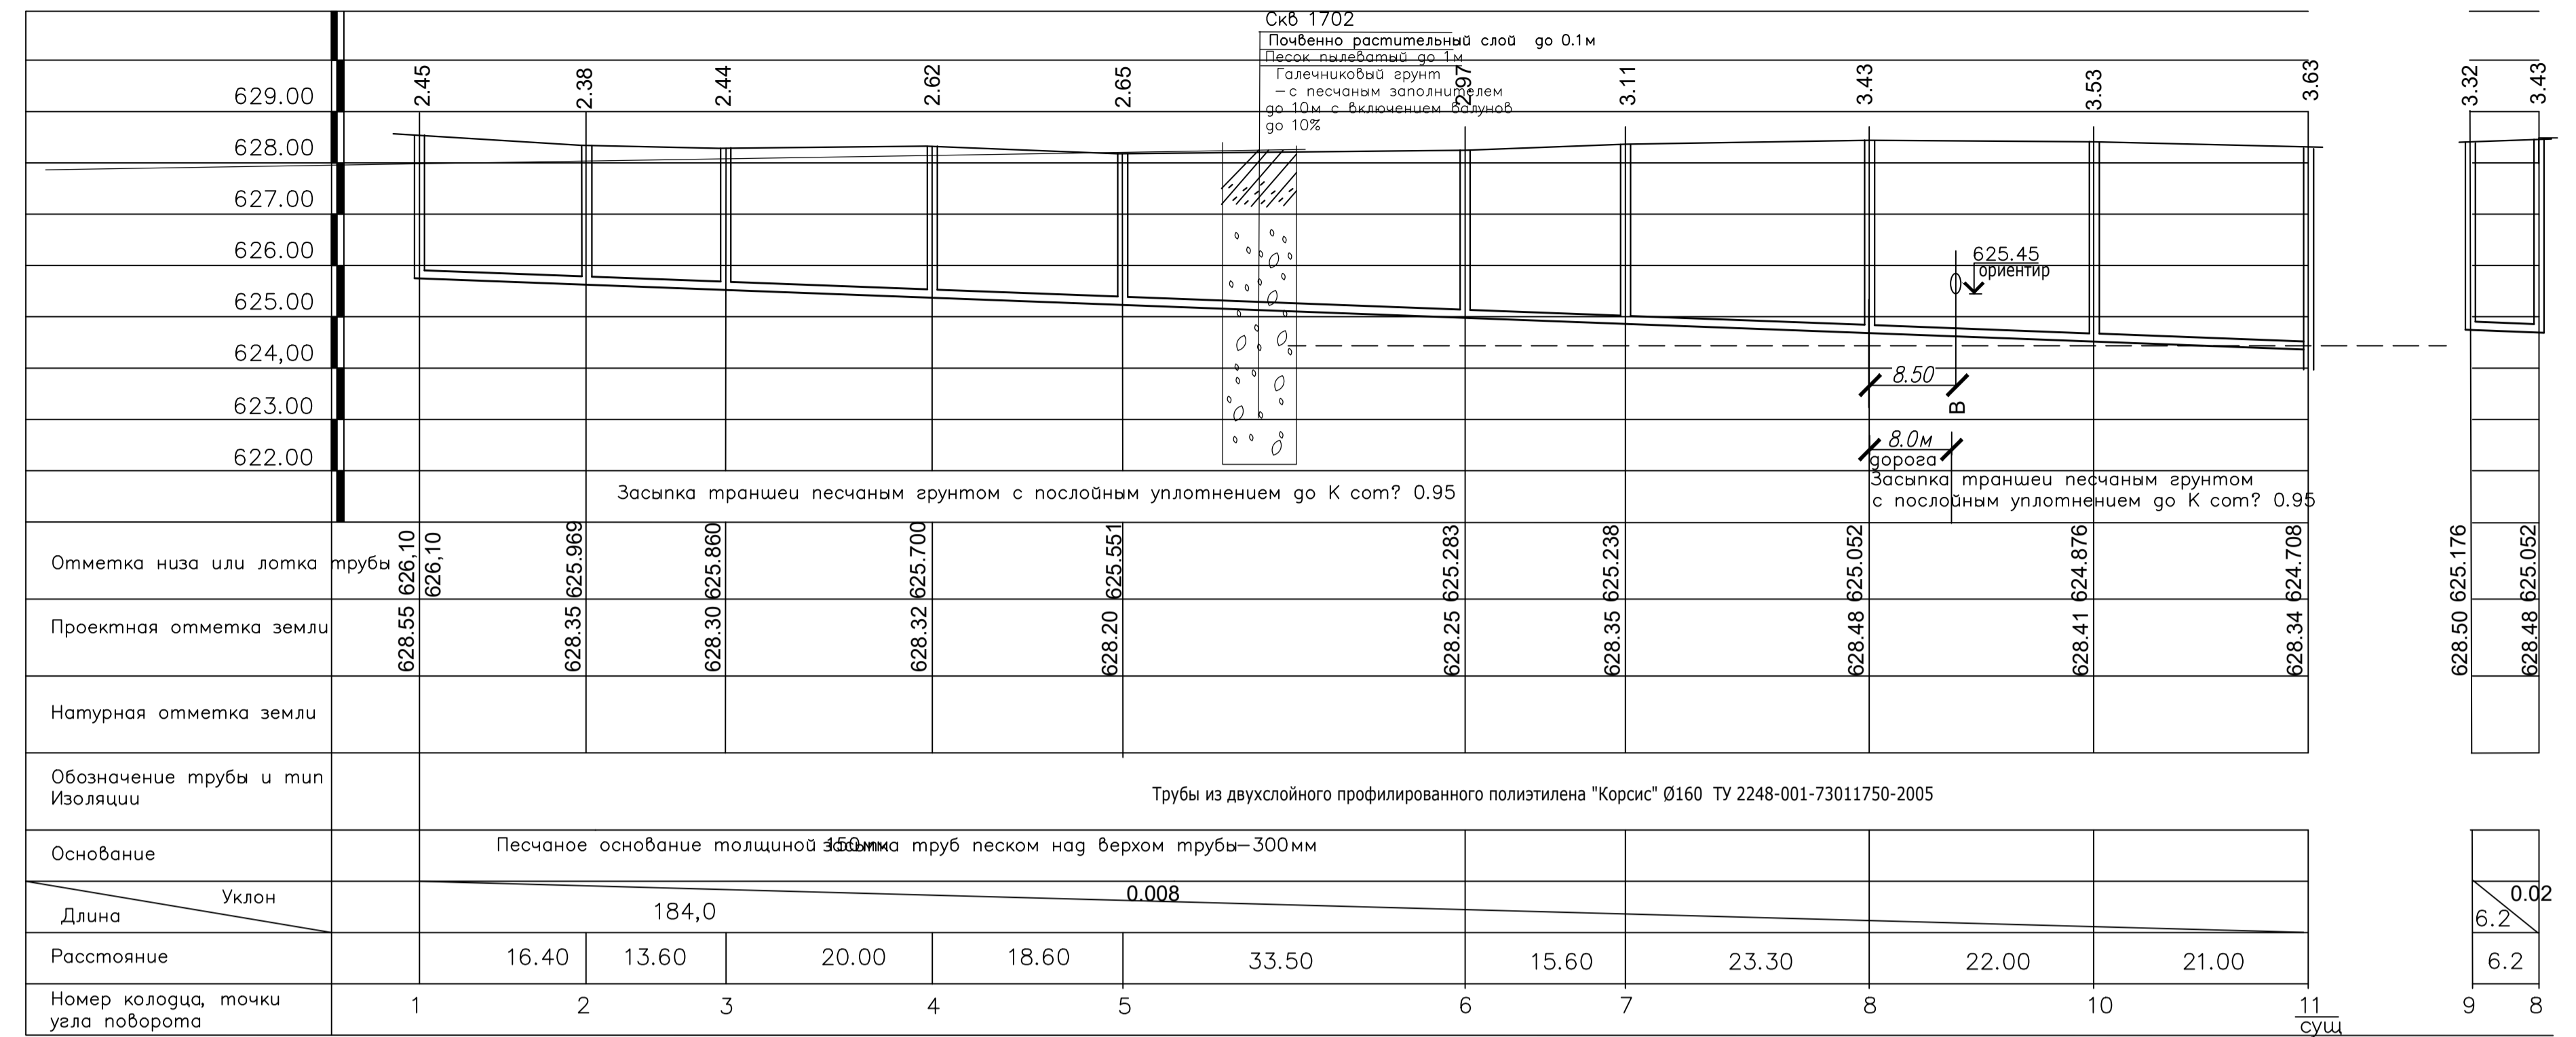 Скв 1702
Почвенно растительный слой до 0.1м
Песок пылеватый до 1м
Галечниковый грунт
-с песчаным заполнителем
до 10м с включением валунов
до 10%
2.45 2.38 2.44 2.62 2.65 2.97 3.11 3.43 3.53 3.63 3.32 3.43
629.00
628.00
627.00
626.00
625.00
624,00
623.00
622.00
625.45
ориентир
8.50
В
8.0м
дорога
Засыпка траншеи песчаным грунтом с послойным уплотнением до К сот? 0.95
Засыпка траншеи песчаным грунтом
с послойным уплотнением до К сот? 0.95
Отметка низа или лотка трубы
626,10 626,10 625.969 625.860 625.700 625.551 625.283 625.238 625.052 624.876 624.708 625.176 625.052
Проектная отметка земли
628.55 628.35 628.30 628.32 628.20 628.25 628.35 628.48 628.41 628.34 628.50 628.48
Натурная отметка земли
Обозначение трубы и тип
Изоляции
Трубы из двухслойного профилированного полиэтилена "Корсис" Ø160 ТУ 2248-001-73011750-2005
Основание
Песчаное основание толщиной 150мм
засыпка труб песком над верхом трубы-300мм
Уклон
Длина
184,0
0.008
0.02
6.2
Расстояние
16.40 13.60 20.00 18.60 33.50 15.60 23.30 22.00 21.00 6.2
Номер колодца, точки
угла поворота
1 2 3 4 5 6 7 8 10 11 9 8
сущ